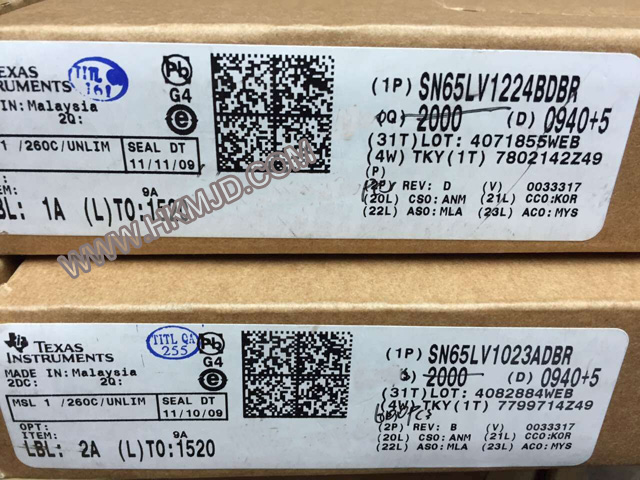 TEXAS
INSTRUMENTS
IN: Malaysia
2Q:
TITL
161
Pb
G4
e
1 /260C/UNLIM
SEAL DT
11/11/09
ITEM:
9A
LBL: 1A (L)TO:1520
(1P) SN65LV1224BDBR
(Q) 2000 (D) 0940+5
(31T)LOT: 4071855WEB
(4W) TKY(1T) 7802142Z49
(P)
(2P) REV: D (V) 0033317
(20L) CSO:ANM (21L) CCO:KOR
(22L) ASO:MLA (23L) ACO:MYS
WWW.HKMJD.COM
TEXAS
INSTRUMENTS
MADE IN: Malaysia
2DC: 2Q:
TITL QA
255
Pb
G4
e
MSL 1 /260C/UNLIM
SEAL DT
11/10/09
OPT:
ITEM:
9A
LBL: 2A (L)TO:1520
(1P) SN65LV1023ADBR
2000 (D) 0940+5
(31T)LOT: 4082884WEB
(4W) TKY(1T) 7799714Z49
(2P) REV: B (V) 0033317
(20L) CSO:ANM (21L) CCO:KOR
(22L) ASO:MLA (23L) ACO:MYS